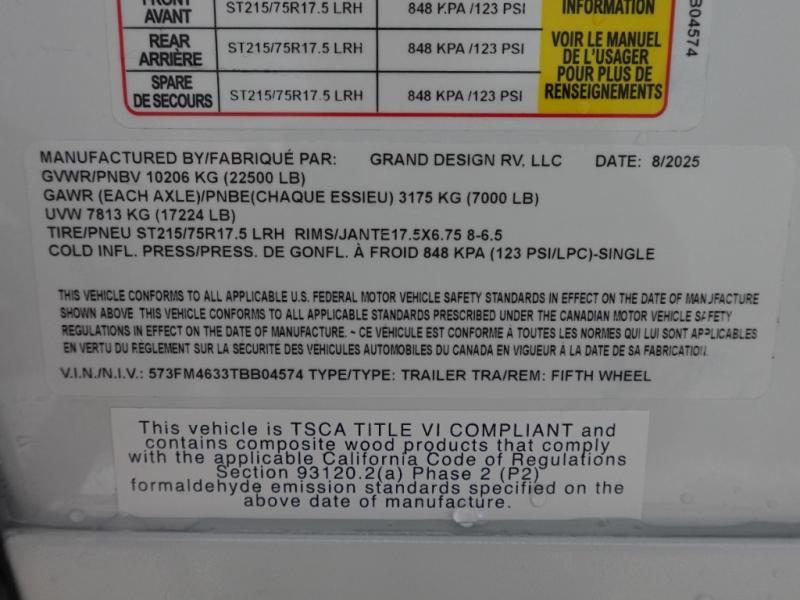 FRONT ST215/75R17.5 LRH 848 KPA /123 PSI INFORMATION
AVANT
REAR ST215/75R17.5 LRH 848 KPA /123 PSI VOIR LE MANUEL
ARRIÈRE DE L'USAGER
SPARE ST215/75R17.5 LRH 848 KPA /123 PSI POUR PLUS DE
DE SECOURS RENSEIGNEMENTS
B04574
MANUFACTURED BY/FABRIQUÉ PAR: GRAND DESIGN RV, LLC DATE: 8/2025
GVWR/PNBV 10206 KG (22500 LB)
GAWR (EACH AXLE)/PNBE(CHAQUE ESSIEU) 3175 KG (7000 LB)
UVW 7813 KG (17224 LB)
TIRE/PNEU ST215/75R17.5 LRH RIMS/JANTE17.5X6.75 8-6.5
COLD INFL. PRESS/PRESS. DE GONFL. À FROID 848 KPA (123 PSI/LPC)-SINGLE
THIS VEHICLE CONFORMS TO ALL APPLICABLE U.S. FEDERAL MOTOR VEHICLE SAFETY STANDARDS IN EFFECT ON THE DATE OF MANUFACTURE
SHOWN ABOVE THIS VEHICLE CONFORMS TO ALL APPLICABLE STANDARDS PRESCRIBED UNDER THE CANADIAN MOTOR VEHICLE SAFETY
REGULATIONS IN EFFECT ON THE DATE OF MANUFACTURE. ~ CE VÉHICULE EST CONFORME À TOUTES LES NORMES QUI LUI SONT APPLICABLES
EN VERTU DU RÈGLEMENT SUR LA SÉCURITÉ DES VÉHICULES AUTOMOBILES DU CANADA EN VIGUEUR À LA DATE DE SA FABRICATION.
V.I.N./N.I.V.: 573FM4633TBB04574 TYPE/TYPE: TRAILER TRA/REM: FIFTH WHEEL
This vehicle is TSCA TITLE VI COMPLIANT and
contains composite wood products that comply
with the applicable California Code of Regulations
Section 93120.2(a) Phase 2 (P2)
formaldehyde emission standards specified on the
above date of manufacture.